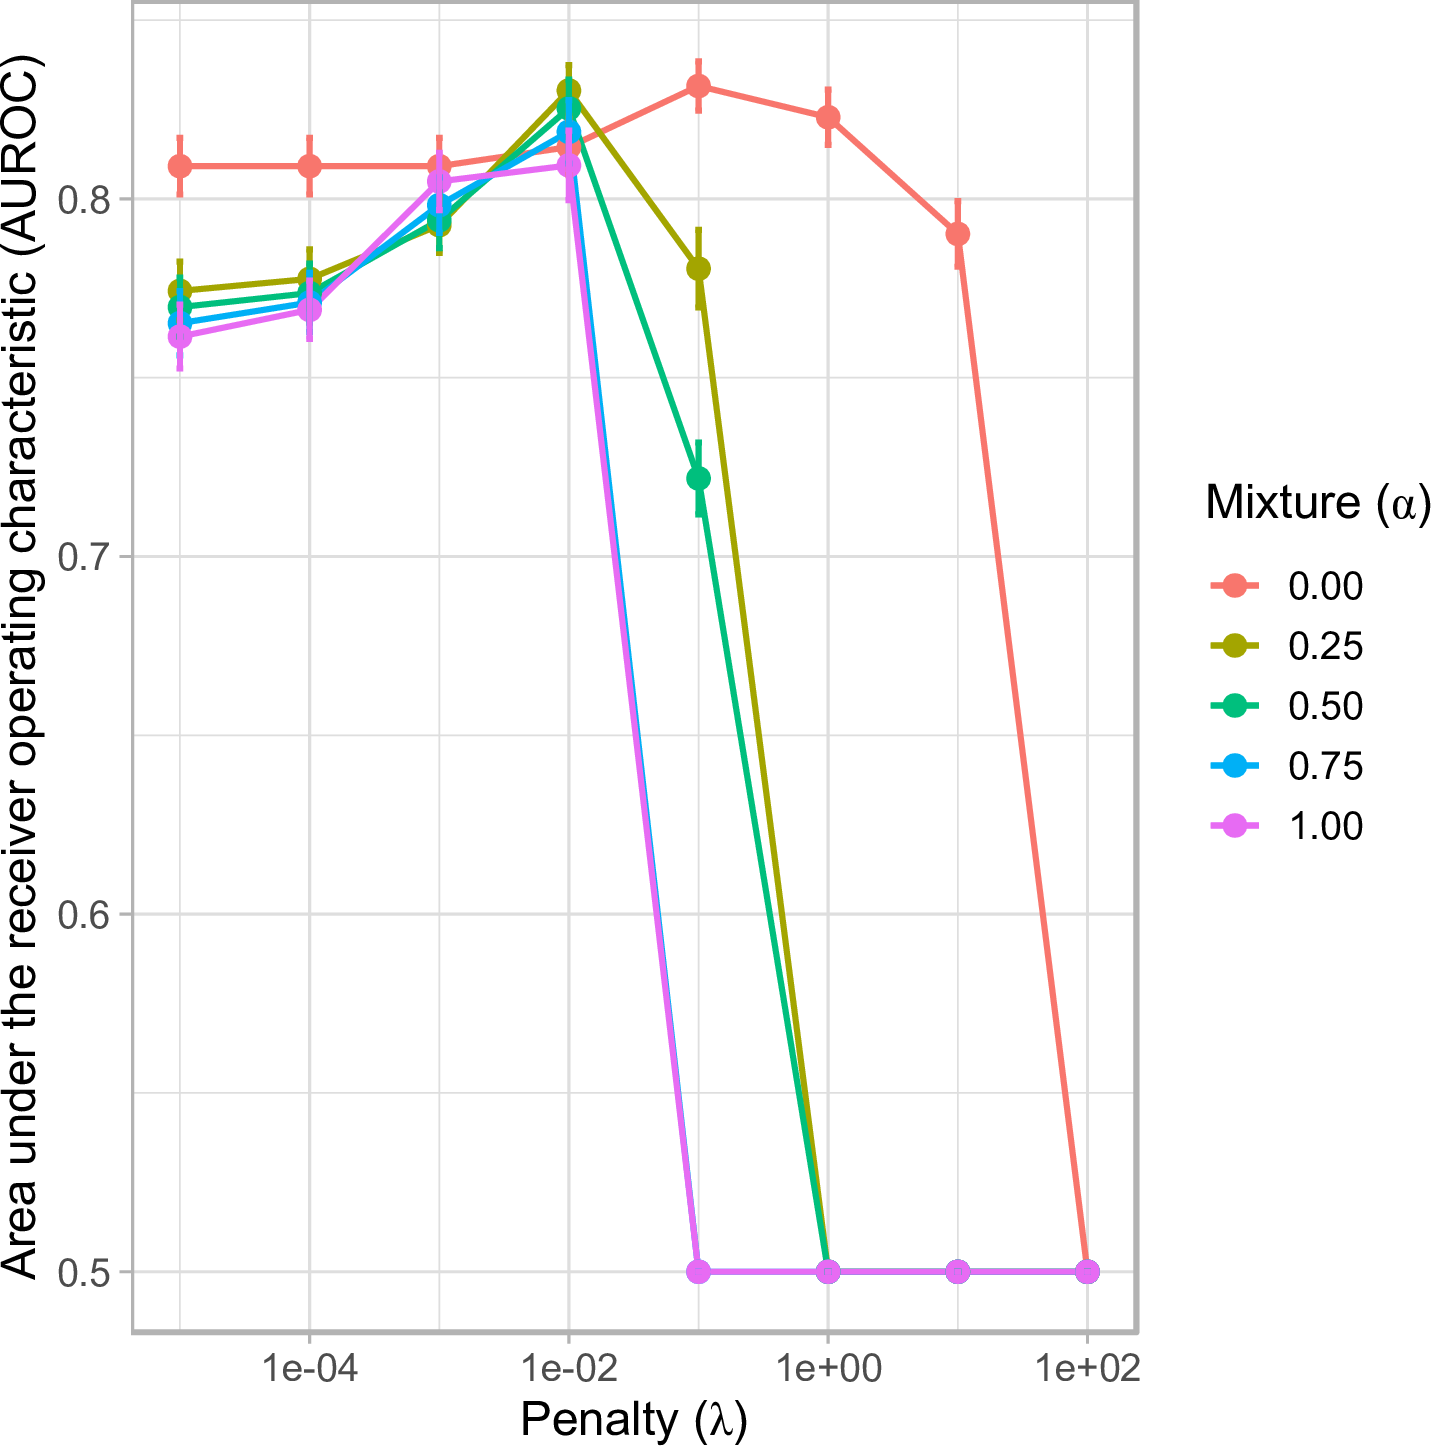 Area under the receiver operating characteristic (AUROC)
0.8
0.7
0.6
0.5
1e-04 1e-02 1e+00 1e+02
Penalty (λ)
Mixture (α)
0.00
0.25
0.50
0.75
1.00